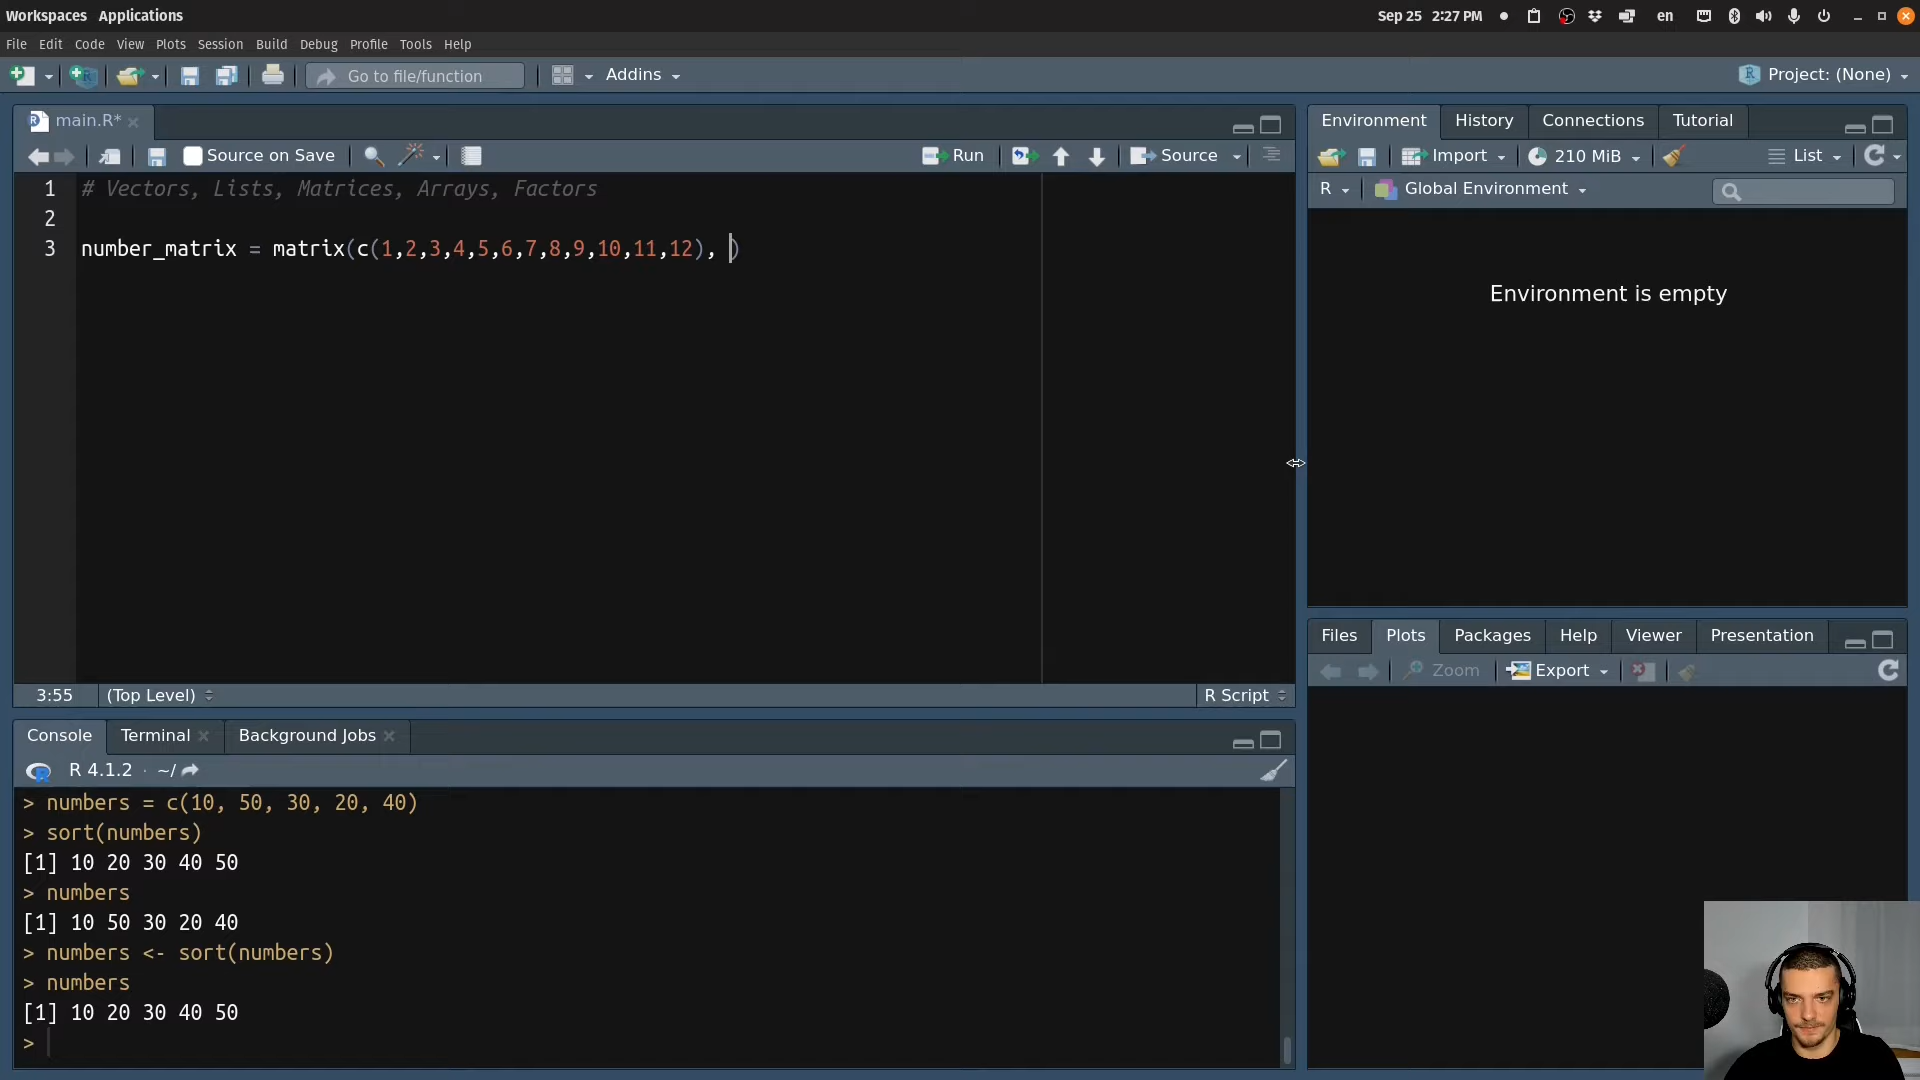 Workspaces Applications Sep 25 2:27 PM en
File Edit Code View Plots Session Build Debug Profile Tools Help
Go to file/function Addins Project: (None)
main.R*
Source on Save Run Source
1 # Vectors, Lists, Matrices, Arrays, Factors
2
3 number_matrix = matrix(c(1,2,3,4,5,6,7,8,9,10,11,12), )
3:55 (Top Level) R Script
Console Terminal Background Jobs
R 4.1.2 · ~/
> numbers = c(10, 50, 30, 20, 40)
> sort(numbers)
[1] 10 20 30 40 50
> numbers
[1] 10 50 30 20 40
> numbers <- sort(numbers)
> numbers
[1] 10 20 30 40 50
>
Environment History Connections Tutorial
Import 210 MiB List
R Global Environment
Environment is empty
Files Plots Packages Help Viewer Presentation
Zoom Export